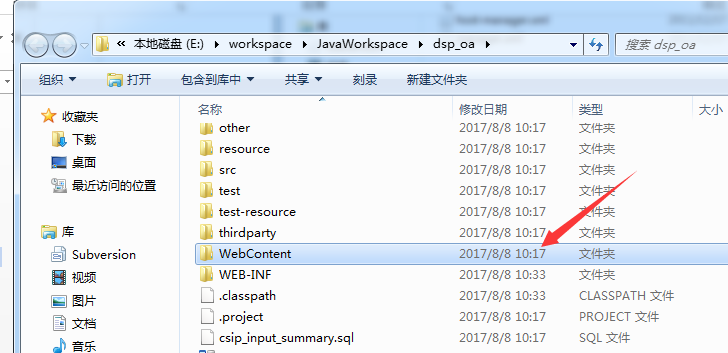 本地磁盘 (E:) workspace JavaWorkspace dsp_oa 搜索 dsp_oa
组织 打开 包含到库中 共享 刻录 新建文件夹
收藏夹
下载
桌面
最近访问的位置
库
Subversion
视频
图片
文档
音乐
名称 修改日期 类型 大小
other 2017/8/8 10:17 文件夹
resource 2017/8/8 10:17 文件夹
src 2017/8/8 10:17 文件夹
test 2017/8/8 10:17 文件夹
test-resource 2017/8/8 10:17 文件夹
thirdparty 2017/8/8 10:17 文件夹
WebContent 2017/8/8 10:17 文件夹
WEB-INF 2017/8/8 10:33 文件夹
.classpath 2017/8/8 10:33 CLASSPATH 文件
.project 2017/8/8 10:17 PROJECT 文件
csip_input_summary.sql 2017/8/8 10:17 SQL 文件